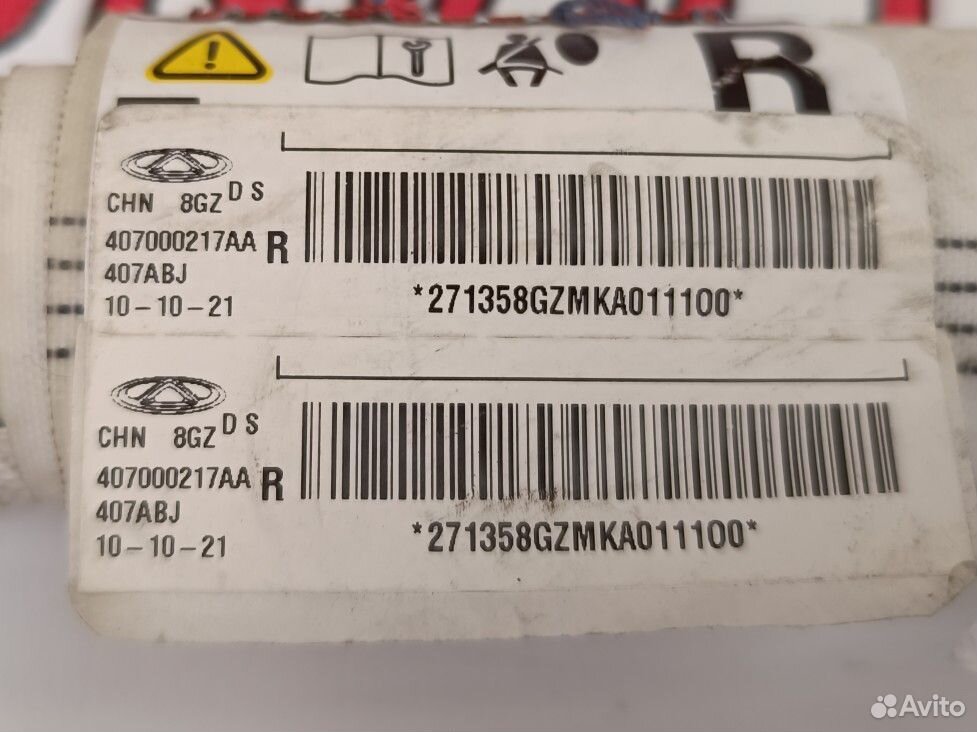 R
CHN 8GZ D S
407000217AA R
407ABJ
10-10-21
*271358GZMKA011100*
CHN 8GZ D S
407000217AA R
407ABJ
10-10-21
*271358GZMKA011100*
Avito